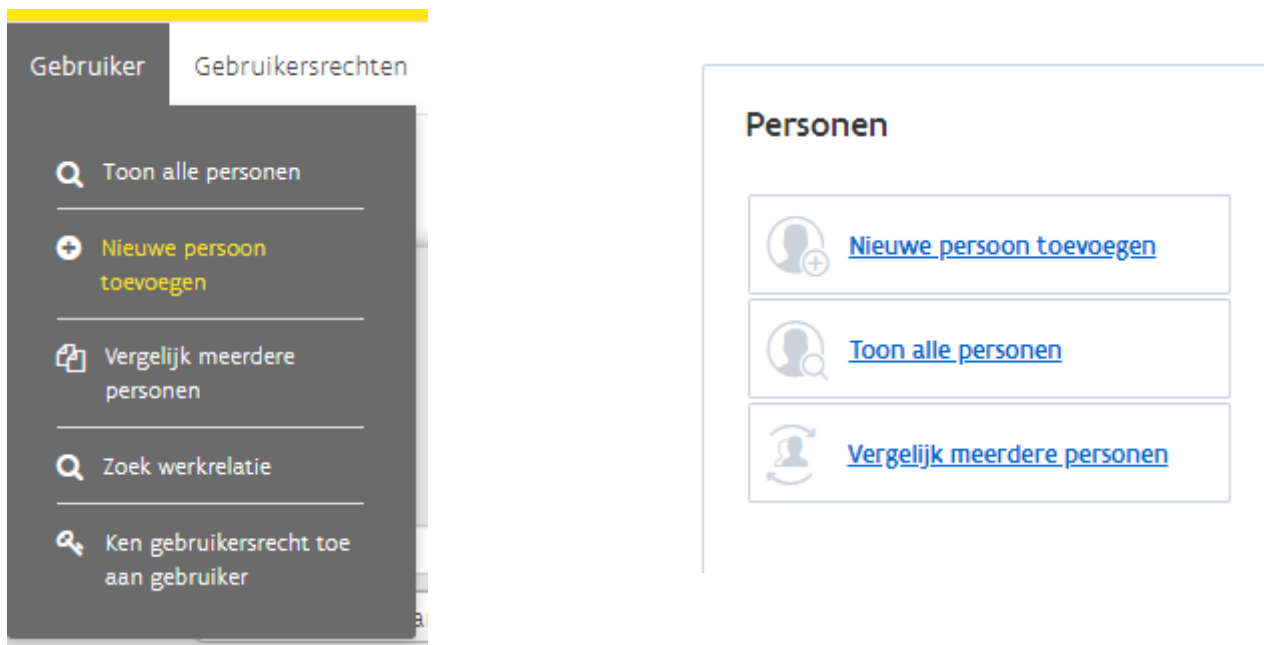 Gebruiker Gebruikersrechten
Toon alle personen
Nieuwe persoon
toevoegen
Vergelijk meerdere
personen
Zoek werkrelatie
Ken gebruikersrecht toe
aan gebruiker
Personen
Nieuwe persoon toevoegen
Toon alle personen
Vergelijk meerdere personen